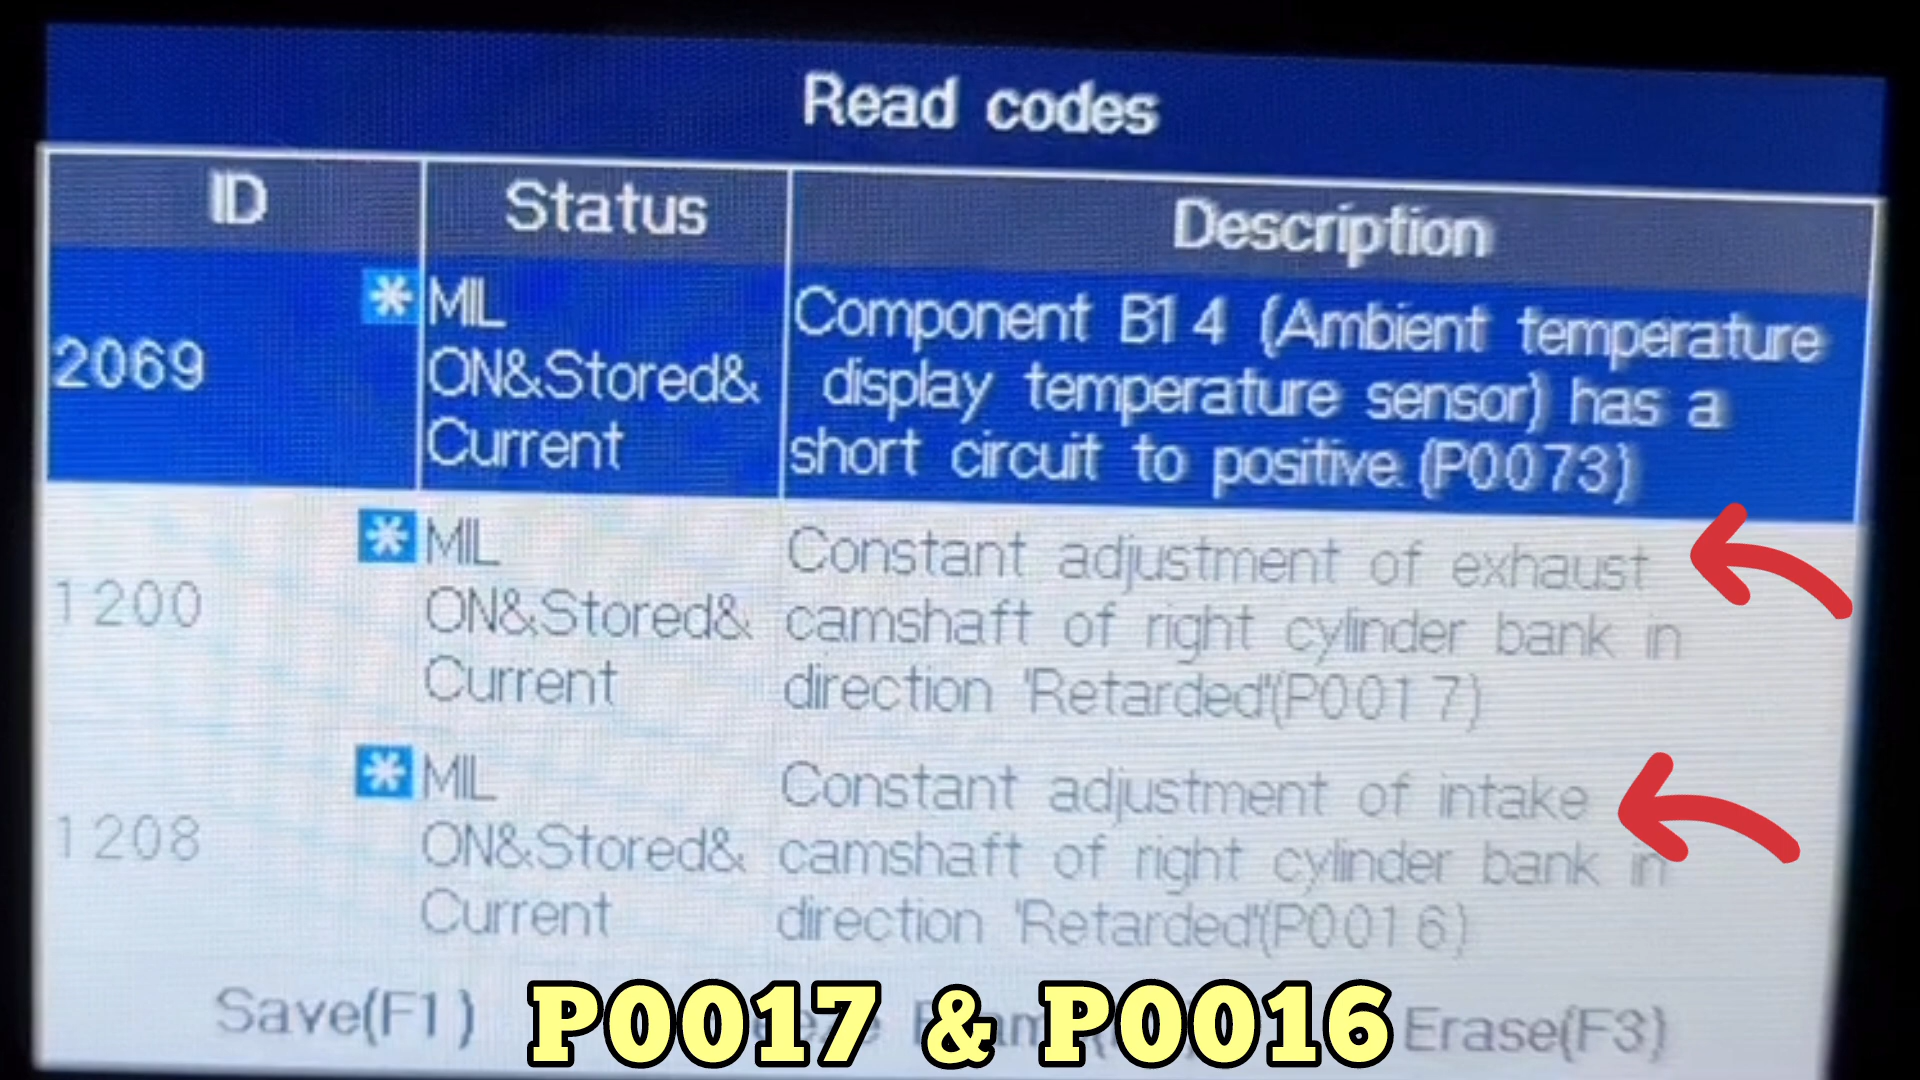 Read codes
ID Status Description
2069
* MIL
ON&Stored&
Current
Component B14 (Ambient temperature
display temperature sensor) has a
short circuit to positive.(P0073)
1200
* MIL
ON&Stored&
Current
Constant adjustment of exhaust
camshaft of right cylinder bank in
direction 'Retarded'(P0017)
1208
* MIL
ON&Stored&
Current
Constant adjustment of intake
camshaft of right cylinder bank in
direction 'Retarded'(P0016)
Save(F1) Erase(F3)
P0017 & P0016